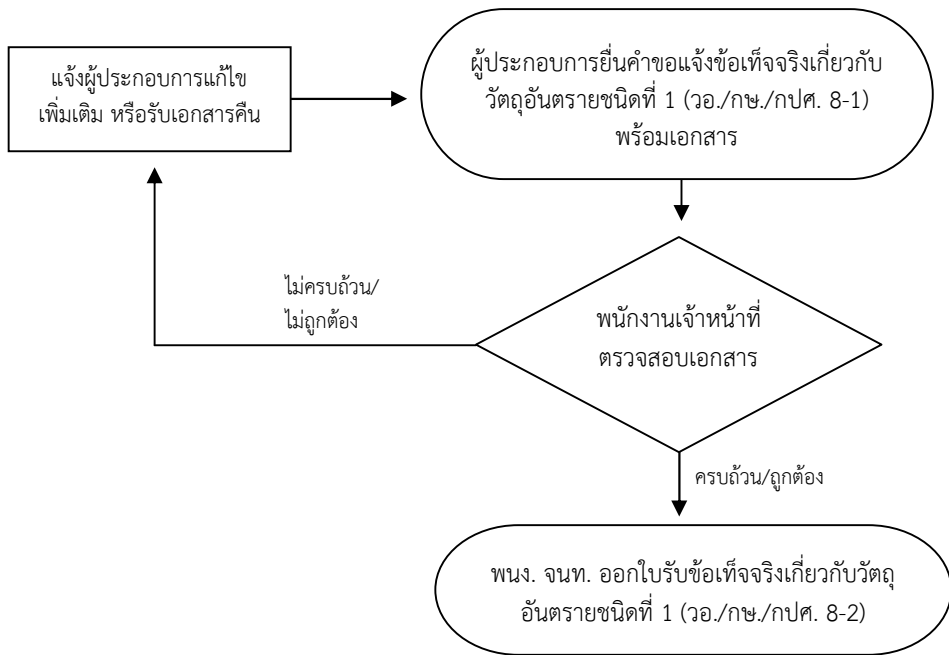 แจ้งผู้ประกอบการแก้ไข
เพิ่มเติม หรือรับเอกสารคืน
ผู้ประกอบการยื่นคำขอแจ้งข้อเท็จจริงเกี่ยวกับ
วัตถุอันตรายชนิดที่ 1 (วอ./กษ./กปศ. 8-1)
พร้อมเอกสาร
ไม่ครบถ้วน/
ไม่ถูกต้อง
พนักงานเจ้าหน้าที่
ตรวจสอบเอกสาร
ครบถ้วน/ถูกต้อง
พนง. จนท. ออกใบรับข้อเท็จจริงเกี่ยวกับวัตถุ
อันตรายชนิดที่ 1 (วอ./กษ./กปศ. 8-2)